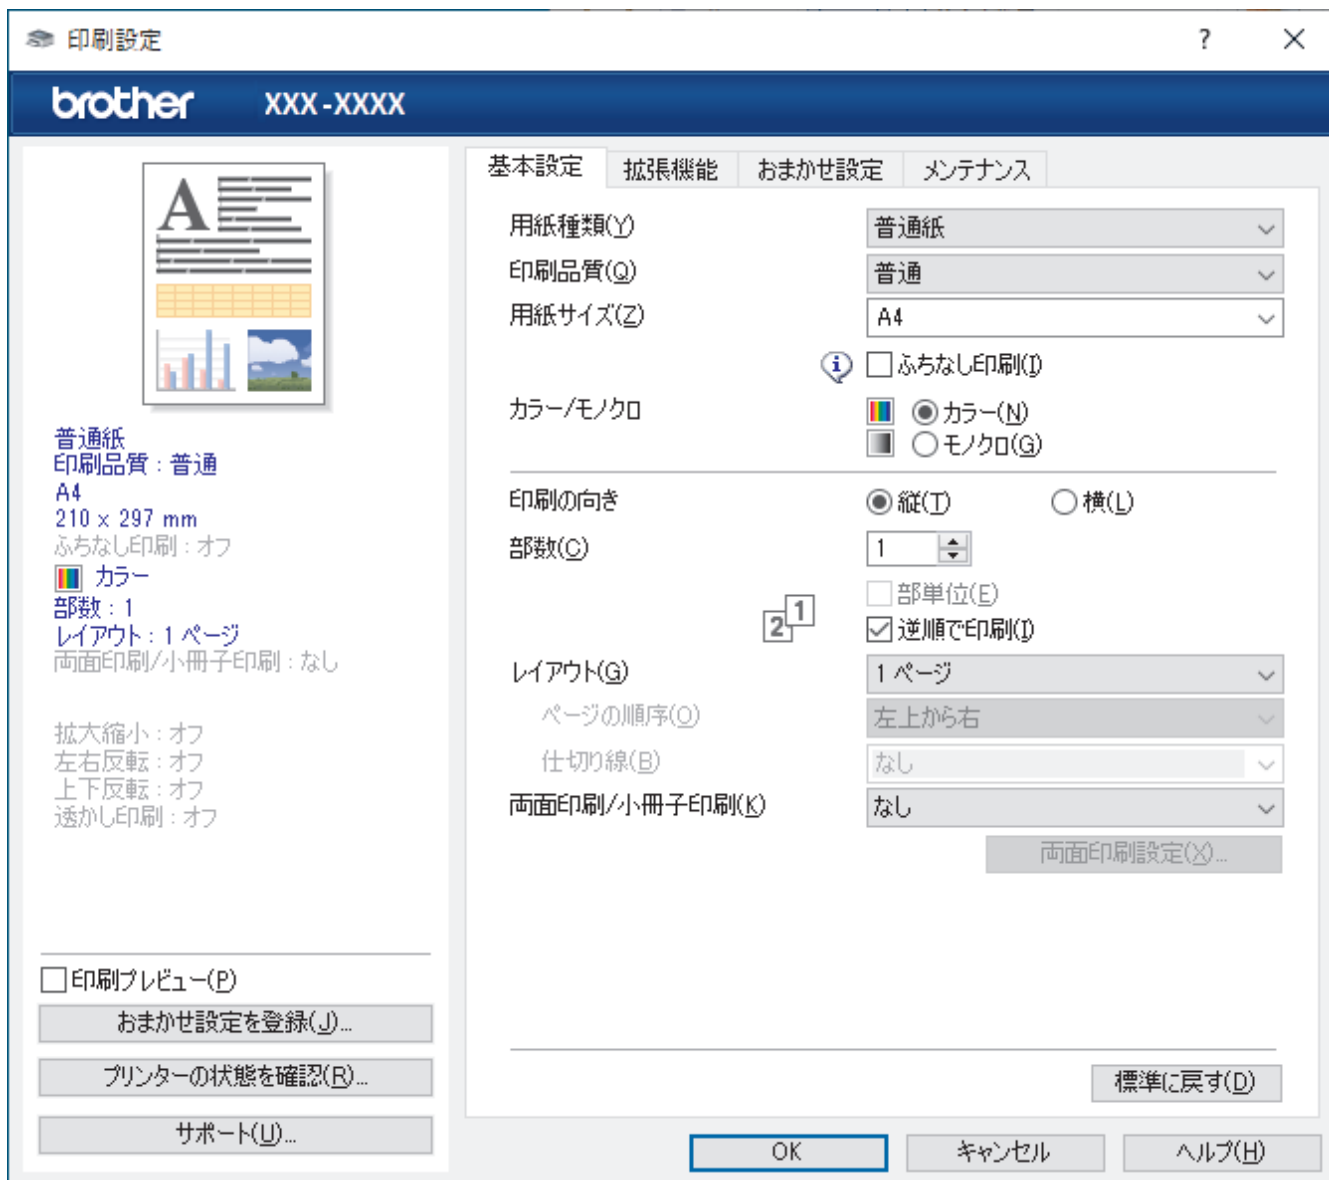 印刷設定
brother XXX-XXXX
A
普通紙
印刷品質 : 普通
A4
210 x 297 mm
ふちなし印刷 : オフ
カラー
部数 : 1
レイアウト : 1 ページ
両面印刷/小冊子印刷 : なし
拡大縮小 : オフ
左右反転 : オフ
上下反転 : オフ
透かし印刷 : オフ
印刷プレビュー(P)
おまかせ設定を登録(J)...
プリンターの状態を確認(R)...
サポート(U)...
基本設定 拡張機能 おまかせ設定 メンテナンス
用紙種類(Y) 普通紙
印刷品質(Q) 普通
用紙サイズ(Z) A4
ふちなし印刷(I)
カラー/モノクロ カラー(N)
モノクロ(G)
印刷の向き 縦(T) 横(L)
部数(C) 1
部単位(E)
21 逆順で印刷(I)
レイアウト(G) 1 ページ
ページの順序(O) 左上から右
仕切り線(B) なし
両面印刷/小冊子印刷(K) なし
両面印刷設定(X)...
標準に戻す(D)
OK キャンセル ヘルプ(H)